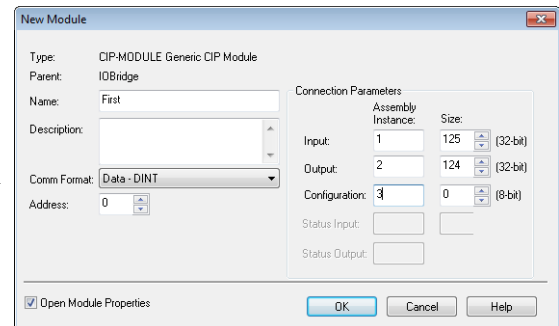 New Module
Type: CIP-MODULE Generic CIP Module
Parent: IOBridge
Name: First
Description:
Comm Format: Data - DINT
Address: 0
Connection Parameters
Assembly
Instance: Size:
Input: 1 125 (32-bit)
Output: 2 124 (32-bit)
Configuration: 3 0 (8-bit)
Status Input:
Status Output:
Open Module Properties
OK Cancel Help